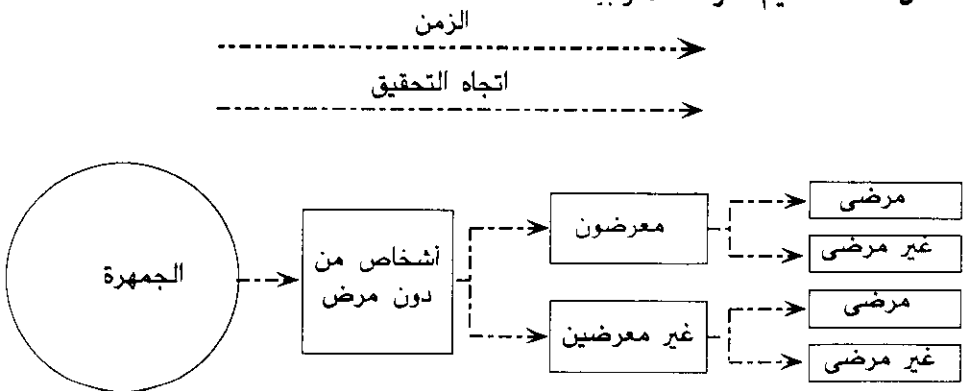 الزمن
اتجاه التحقيق
الجمهرة
أشخاص من
دون مرض
معرضون
غير معرضين
مرضى
غير مرضى
مرضى
غير مرضى